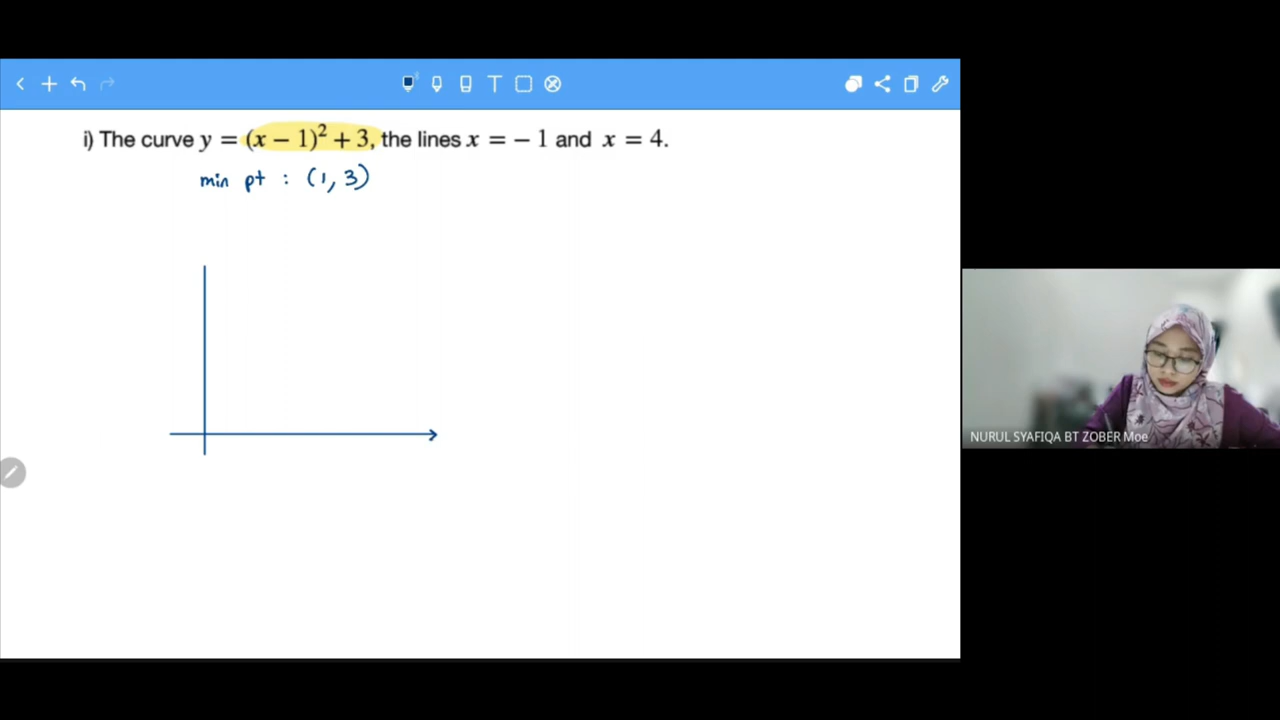 i) The curve y = (x − 1)² + 3, the lines x = − 1 and x = 4.
min pt : (1, 3)
NURUL SYAFIQA BT ZOBER Moe